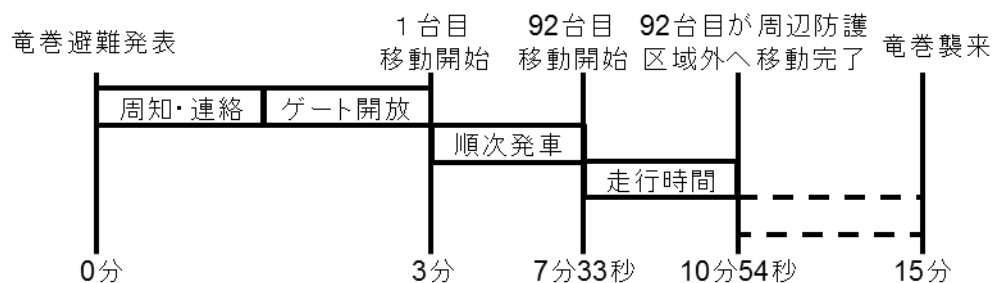 竜巻避難発表
1台目
移動開始
92台目
移動開始
92台目が周辺防護
区域外へ移動完了
竜巻襲来
周知・連絡
ゲート開放
順次発車
走行時間
0分
3分
7分33秒
10分54秒
15分